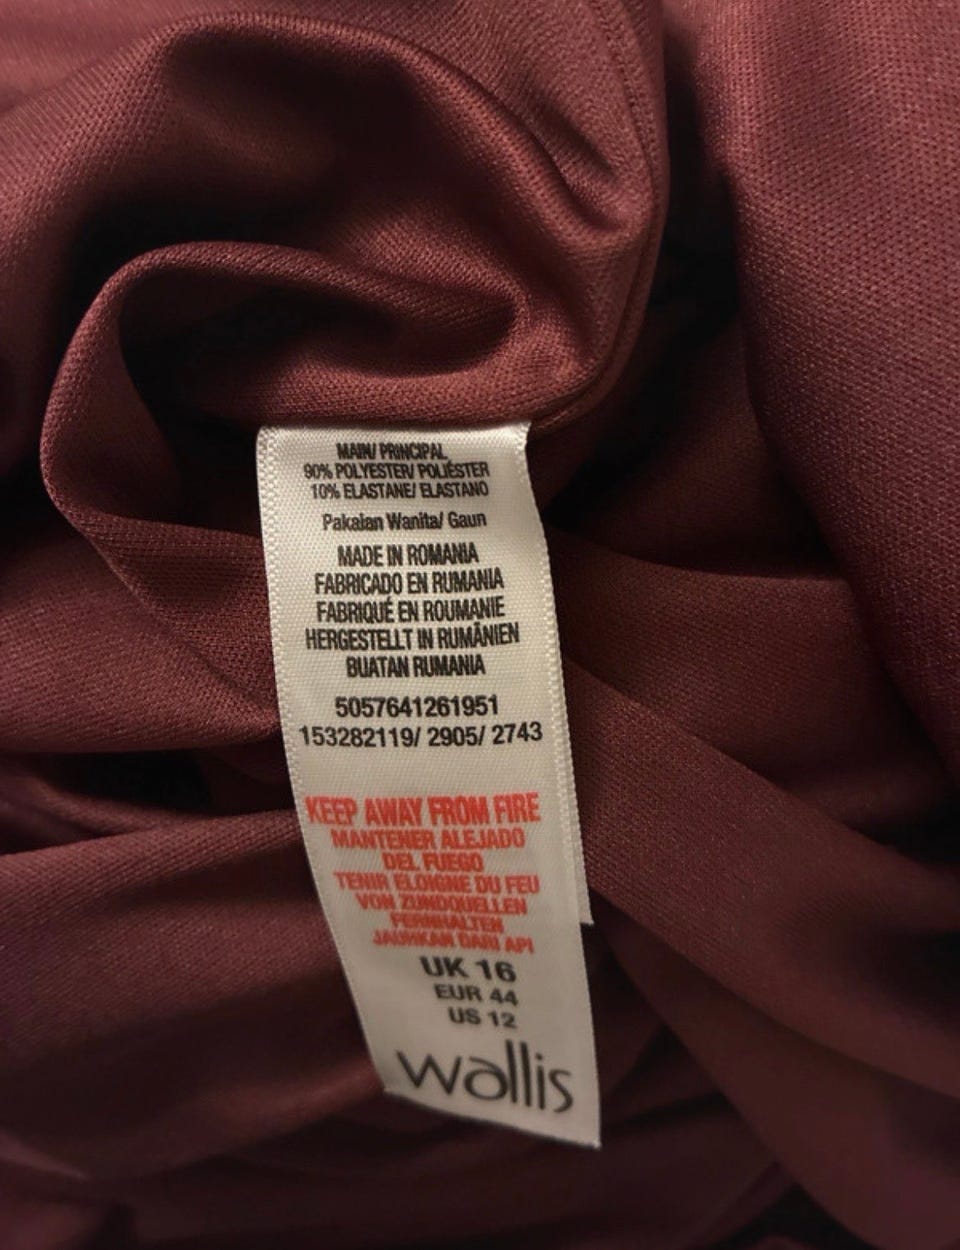 MAIN/ PRINCIPAL
90% POLYESTER/ POLIÉSTER
10% ELASTANE/ ELASTANO
Pakaian Wanita/ Gaun
MADE IN ROMANIA
FABRICADO EN RUMANIA
FABRIQUÉ EN ROUMANIE
HERGESTELLT IN RUMÄNIEN
BUATAN RUMANIA
5057641261951
153282119/ 2905/ 2743
KEEP AWAY FROM FIRE
MANTENER ALEJADO
DEL FUEGO
TENIR ELOIGNE DU FEU
VON ZUNDQUELLEN
FERNHALTEN
JAUHKAN DARI API
UK 16
EUR 44
US 12
wallis